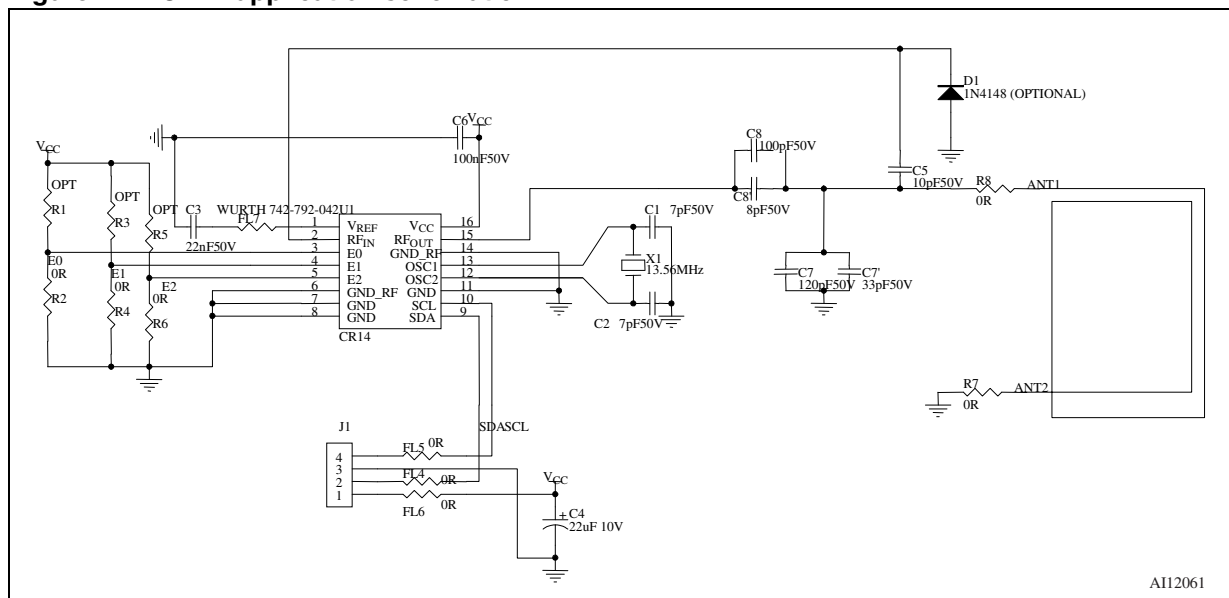 D1
1N4148 (OPTIONAL)
C6
VCC
100nF50V
C8
100pF50V
C8'
8pF50V
C5
10pF50V
R8
0R
ANT1
VCC
OPT
R1
OPT
R3
OPT
R5
C3
22nF50V
WURTH 742-792-042
FL7
U1
1 VREF VCC 16
2 RFIN RFOUT 15
3 E0 GND_RF 14
4 E1 OSC1 13
5 E2 OSC2 12
6 GND_RF GND 11
7 GND SCL 10
8 GND SDA 9
CR14
C1 7pF50V
X1
13.56MHz
C2 7pF50V
C7
120pF50V
C7'
33pF50V
E0
0R
R2
E1
0R
R4
E2
0R
R6
R7
0R
ANT2
J1
SDA
SCL
4
3
2
1
FL5 0R
FL4 0R
FL6 0R
VCC
+
C4
22uF 10V
AI12061